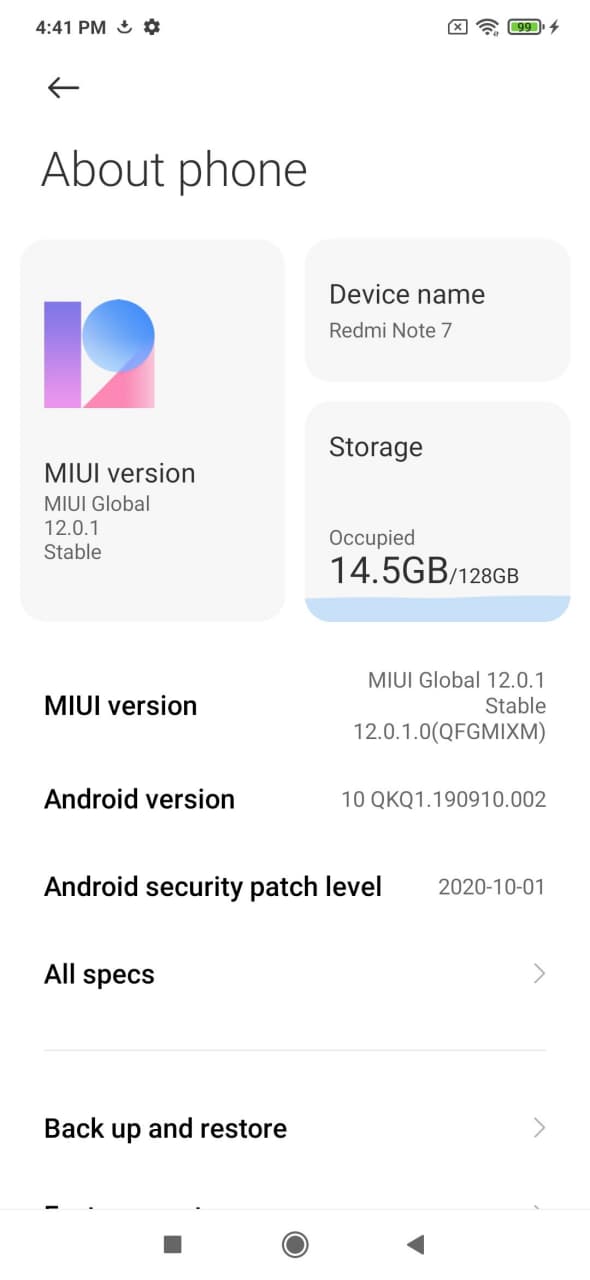 4:41 PM
99
About phone
MIUI version
MIUI Global
12.0.1
Stable
Device name
Redmi Note 7
Storage
Occupied
14.5GB/128GB
MIUI version
MIUI Global 12.0.1
Stable
12.0.1.0(QFGMIXM)
Android version
10 QKQ1.190910.002
Android security patch level
2020-10-01
All specs
Back up and restore